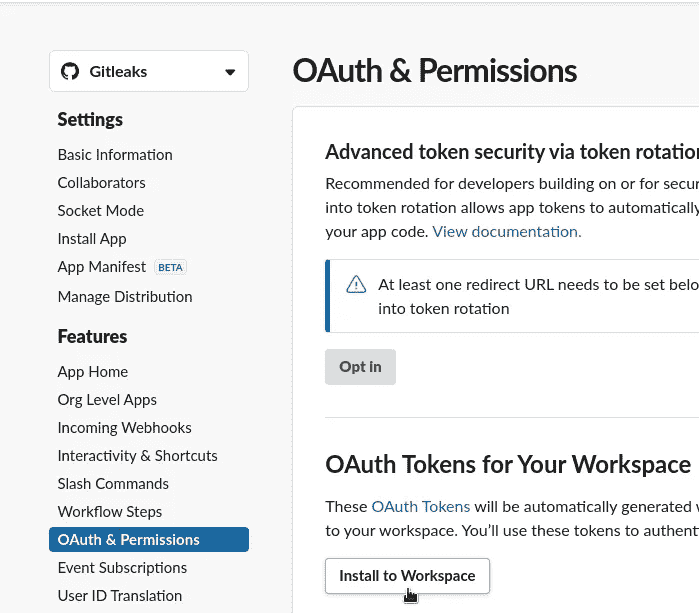 Gitleaks
Settings
Basic Information
Collaborators
Socket Mode
Install App
App Manifest BETA
Manage Distribution
Features
App Home
Org Level Apps
Incoming Webhooks
Interactivity & Shortcuts
Slash Commands
Workflow Steps
OAuth & Permissions
Event Subscriptions
User ID Translation
OAuth & Permissions
Advanced token security via token rotation
Recommended for developers building on or for secur
into token rotation allows app tokens to automatically
your app code. View documentation.
At least one redirect URL needs to be set belo
into token rotation
Opt in
OAuth Tokens for Your Workspace
These OAuth Tokens will be automatically generated w
to your workspace. You’ll use these tokens to authent
Install to Workspace